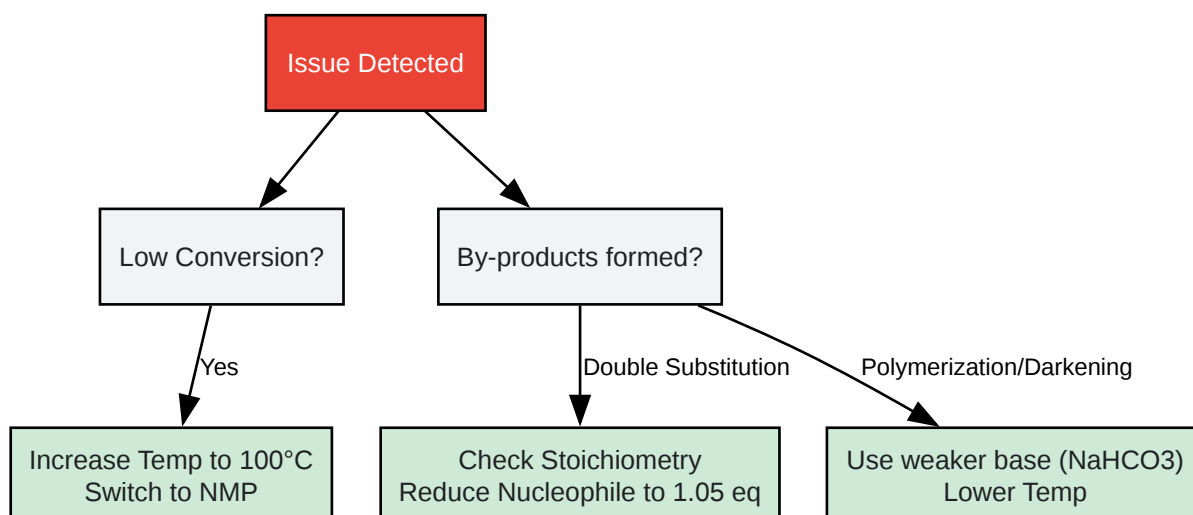 Issue Detected
Low Conversion?
By-products formed?
Yes
Double Substitution
Polymerization/Darkening
Increase Temp to 100°C
Switch to NMP
Check Stoichiometry
Reduce Nucleophile to 1.05 eq
Use weaker base (NaHCO3)
Lower Temp